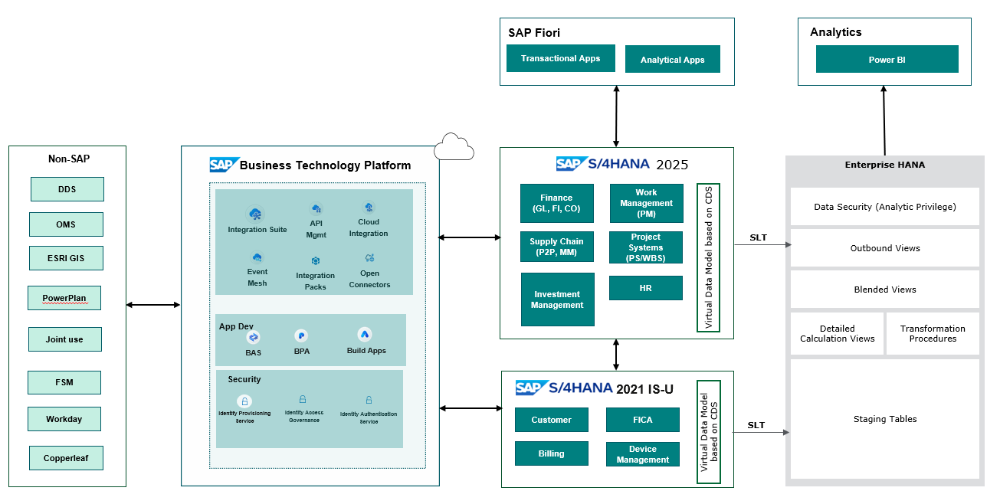 SAP Fiori
Transactional Apps
Analytical Apps
Analytics
Power BI
Non-SAP
DDS
OMS
ESRI GIS
PowerPlan
Joint use
FSM
Workday
Copperleaf
SAP Business Technology Platform
Integration Suite
API
Mgmt
Cloud
Integration
Event
Mesh
Integration
Packs
Open
Connectors
App Dev
BAS
BPA
Build Apps
Security
Identify Provisioning
Service
Identify Access
Governance
Identify Authentication
Service
SAP S/4HANA 2025
Finance
(GL, FI, CO)
Work
Management
(PM)
Supply Chain
(P2P, MM)
Project
Systems
(PS/WBS)
Investment
Management
HR
Virtual Data Model based on CDS
SLT
SAP S/4HANA 2021 IS-U
Customer
FICA
Billing
Device
Management
Virtual Data Model
based on CDS
SLT
Enterprise HANA
Data Security (Analytic Privilege)
Outbound Views
Blended Views
Detailed
Calculation Views
Transformation
Procedures
Staging Tables